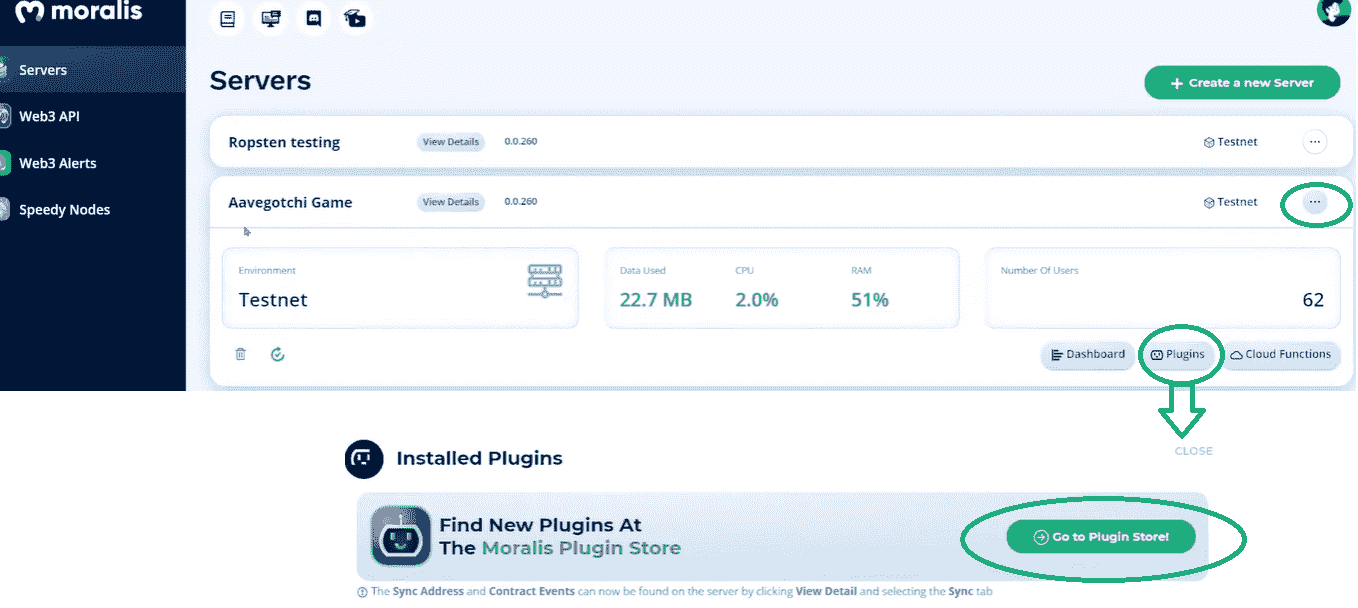 moralis
Servers
Web3 API
Web3 Alerts
Speedy Nodes
Servers
+ Create a new Server
Ropsten testing View Details 0.0.260 Testnet ...
Aavegotchi Game View Details 0.0.260 Testnet ...
Environment
Testnet
Data Used CPU RAM
22.7 MB 2.0% 51%
Number Of Users
62
Dashboard Plugins Cloud Functions
CLOSE
Installed Plugins
Find New Plugins At
The Moralis Plugin Store
Go to Plugin Store!
The Sync Address and Contract Events can now be found on the server by clicking View Detail and selecting the Sync tab